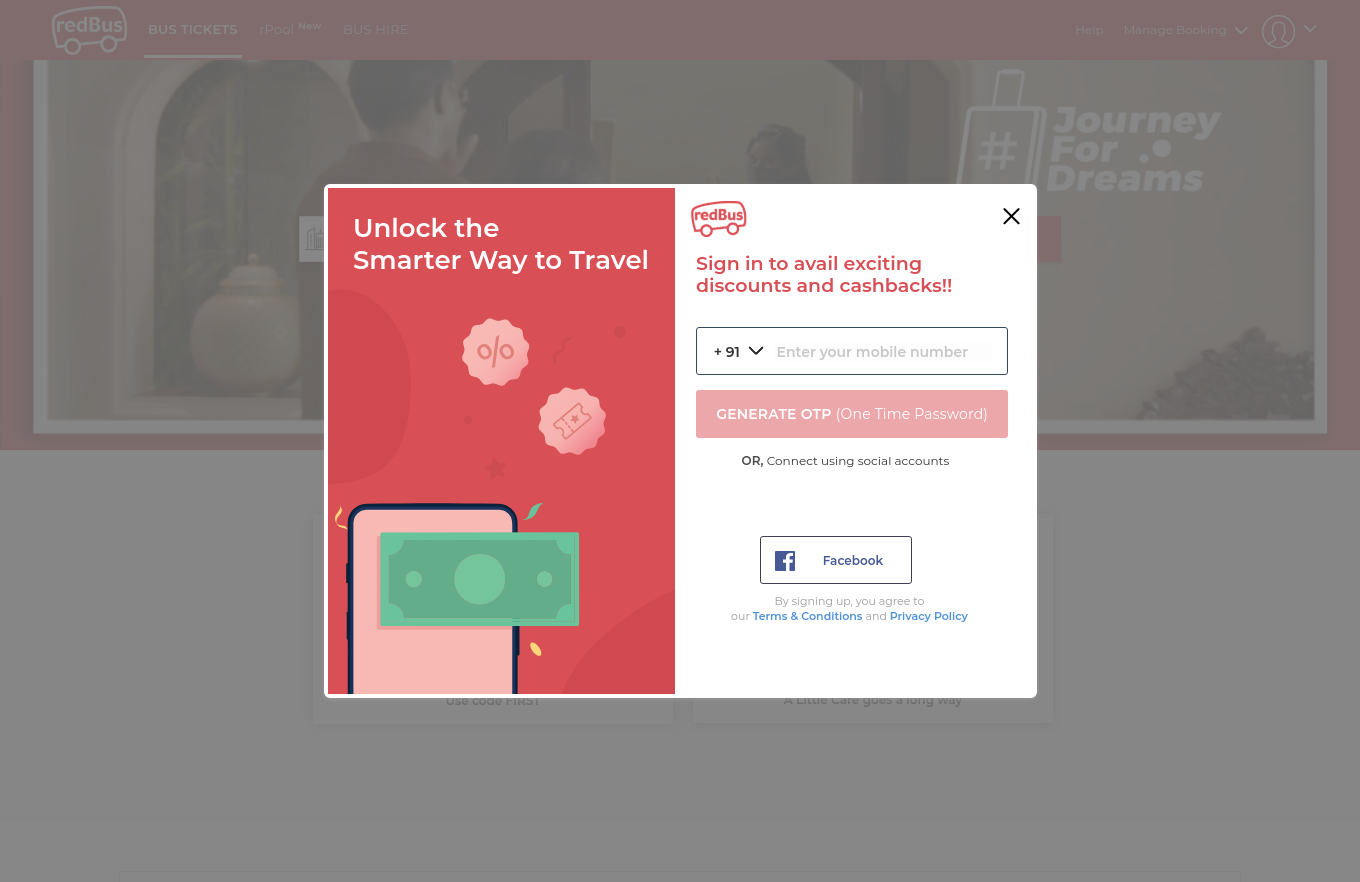 redBus
BUS TICKETS
rPool New
BUS HIRE
Help
Manage Booking
# Journey
For
Dreams
Unlock the
Smarter Way to Travel
redBus
Sign in to avail exciting
discounts and cashbacks!!
+ 91
Enter your mobile number
GENERATE OTP (One Time Password)
OR, Connect using social accounts
Facebook
By signing up, you agree to
our Terms & Conditions and Privacy Policy
Use code FIRST
A Little Care goes a long way